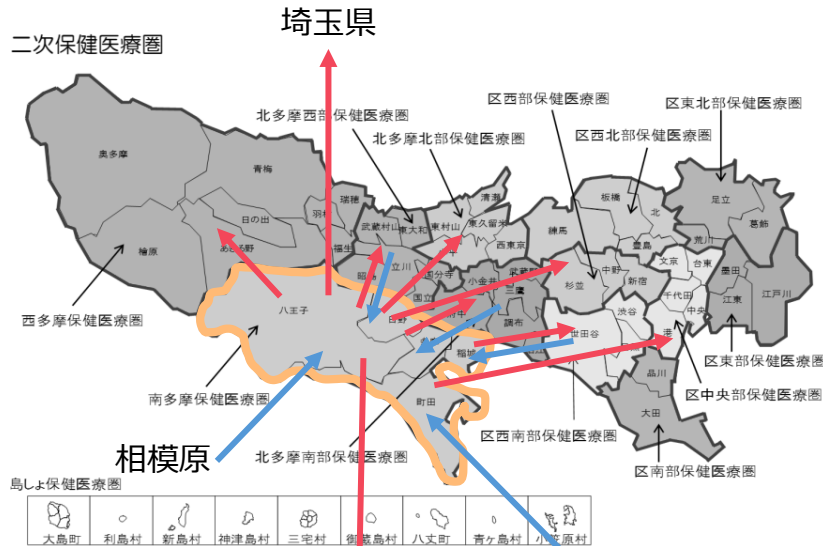 埼玉県
二次保健医療圏
区西部保健医療圏
区東北部保健医療圏
北多摩西部保健医療圏
北多摩北部保健医療圏
区西北部保健医療圏
奥多摩
青梅
清瀬
板橋
足立
瑞穂
羽村
日の出
武蔵村山
東大和
東村山
東久留米
練馬
北
葛飾
福生
西東京
豊島
荒川
檜原
あきる野
昭島
立川
国分寺
小金井
武蔵野
中野
文京
台東
墨田
杉並
新宿
国立
三鷹
千代田
江東
江戸川
八王子
日野
府中
調布
渋谷
中央
港
西多摩保健医療圏
稲城
世田谷
区東部保健医療圏
品川
区中央部保健医療圏
南多摩保健医療圏
町田
大田
区西南部保健医療圏
相模原
北多摩南部保健医療圏
区南部保健医療圏
島しょ保健医療圏
大島町
利島村
新島村
神津島村
三宅村
御蔵島村
八丈町
青ヶ島村
小笠原村